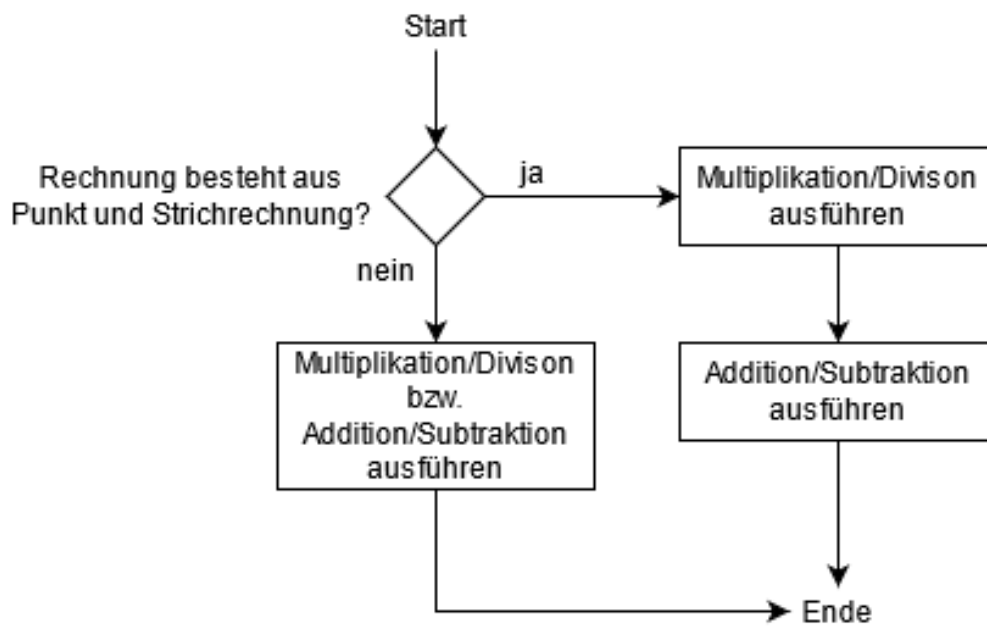 Start
Rechnung besteht aus
Punkt und Strichrechnung?
ja
Multiplikation/Divison
ausführen
nein
Multiplikation/Divison
bzw.
Addition/Subtraktion
ausführen
Addition/Subtraktion
ausführen
Ende